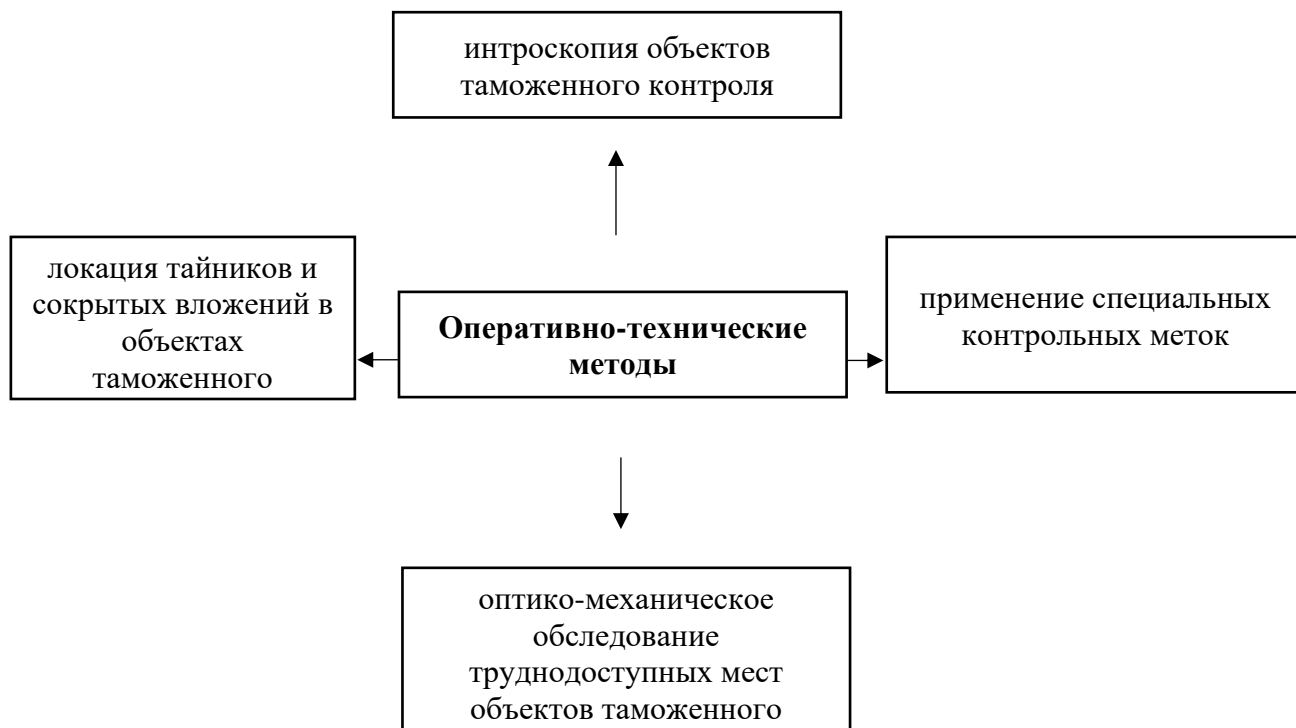 интроскопия объектов
таможенного контроля
локация тайников и
сокрытых вложений в
объектах
таможенного
Оперативно-технические
методы
применение специальных
контрольных меток
оптико-механическое
обследование
труднодоступных мест
объектов таможенного